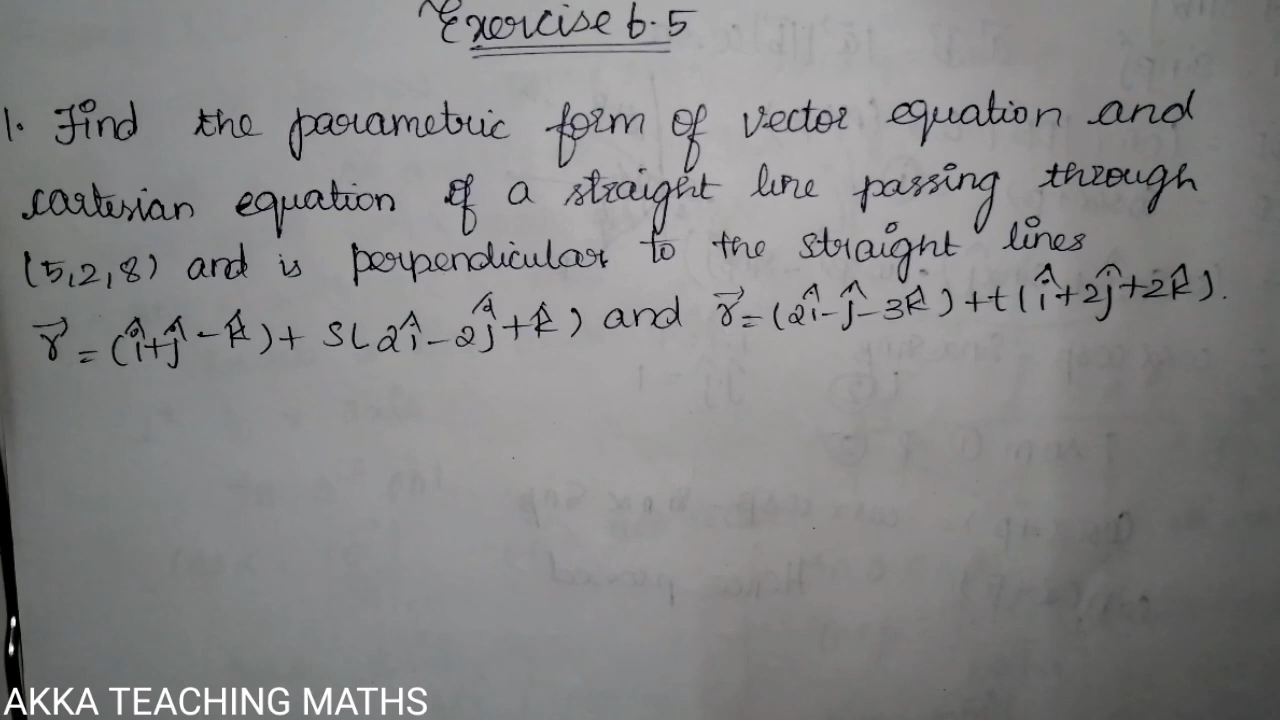 Exercise 6.5
1. Find the parametric form of vector equation and
cartesian equation of a straight line passing through
(5,2,8) and is perpendicular to the straight lines
r⃗ = (î+ĵ-k̂) + S(2î-2ĵ+k̂) and r⃗ = (2î-ĵ-3k̂) + t(î+2ĵ+2k̂).
AKKA TEACHING MATHS